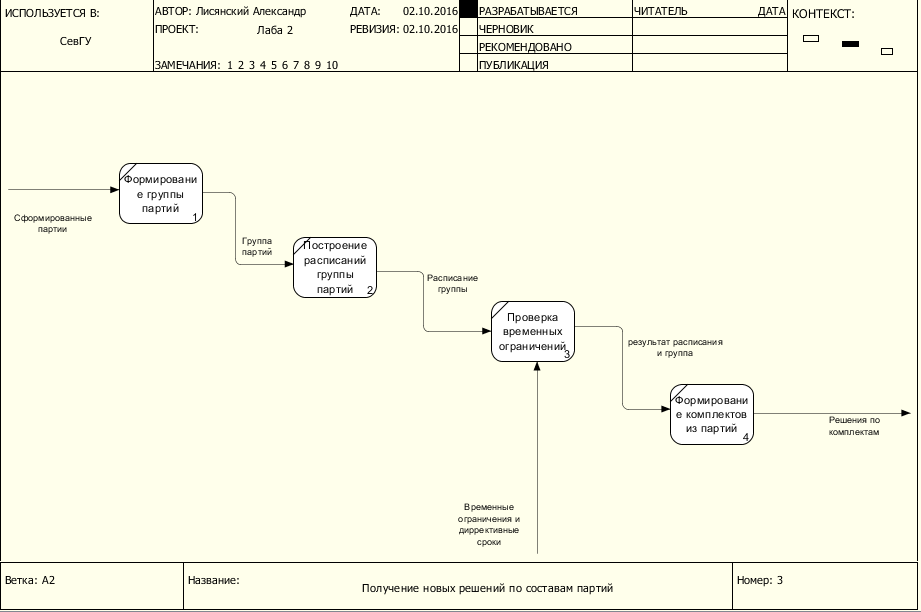 ИСПОЛЬЗУЕТСЯ В:
СевГУ
АВТОР: Лисянский Александр
ДАТА: 02.10.2016
ПРОЕКТ: Лаба 2
РЕВИЗИЯ: 02.10.2016
ЗАМЕЧАНИЯ: 1 2 3 4 5 6 7 8 9 10
РАЗРАБАТЫВАЕТСЯ
ЧЕРНОВИК
РЕКОМЕНДОВАНО
ПУБЛИКАЦИЯ
ЧИТАТЕЛЬ
ДАТА
КОНТЕКСТ:
Сформированные
партии
Формировани
е группы
партий
1
Группа
партий
Построение
расписаний
группы
партий
2
Расписание
группы
Проверка
временных
ограничений
3
результат расписания
и группа
Формировани
е комплектов
из партий
4
Решения по
комплектам
Временные
ограничения и
диррективные
сроки
Ветка: A2
Название:
Получение новых решений по составам партий
Номер: 3